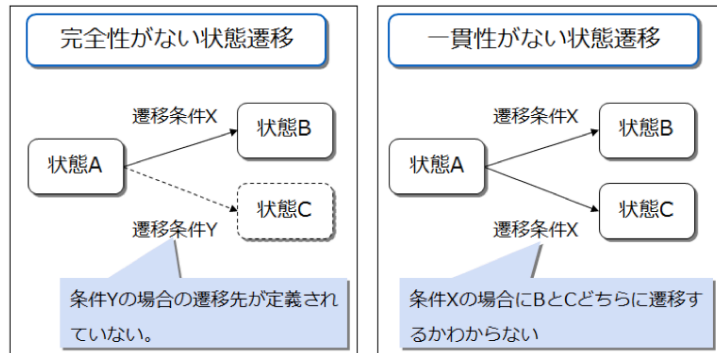 完全性がない状態遷移
遷移条件X
状態B
状態A
状態C
遷移条件Y
条件Yの場合の遷移先が定義され
ていない。
一貫性がない状態遷移
遷移条件X
状態B
状態A
状態C
遷移条件X
条件Xの場合にBとCどちらに遷移す
るかわからない